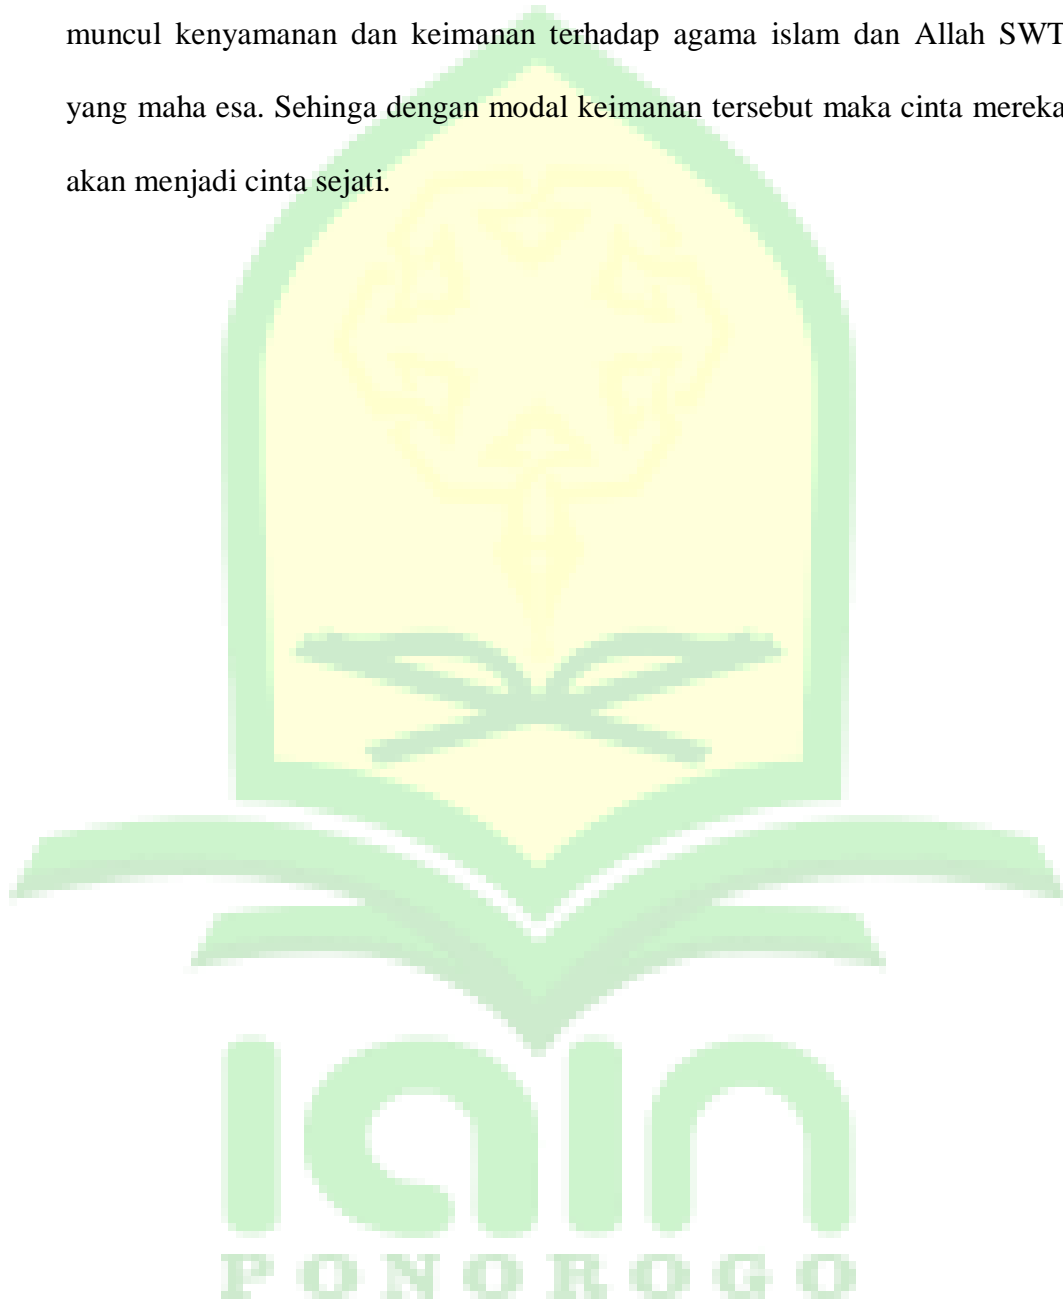 muncul kenyamanan dan keimanan terhadap agama islam dan Allah SWT
yang maha esa. Sehinga dengan modal keimanan tersebut maka cinta mereka
akan menjadi cinta sejati.
iain
PONOROGO